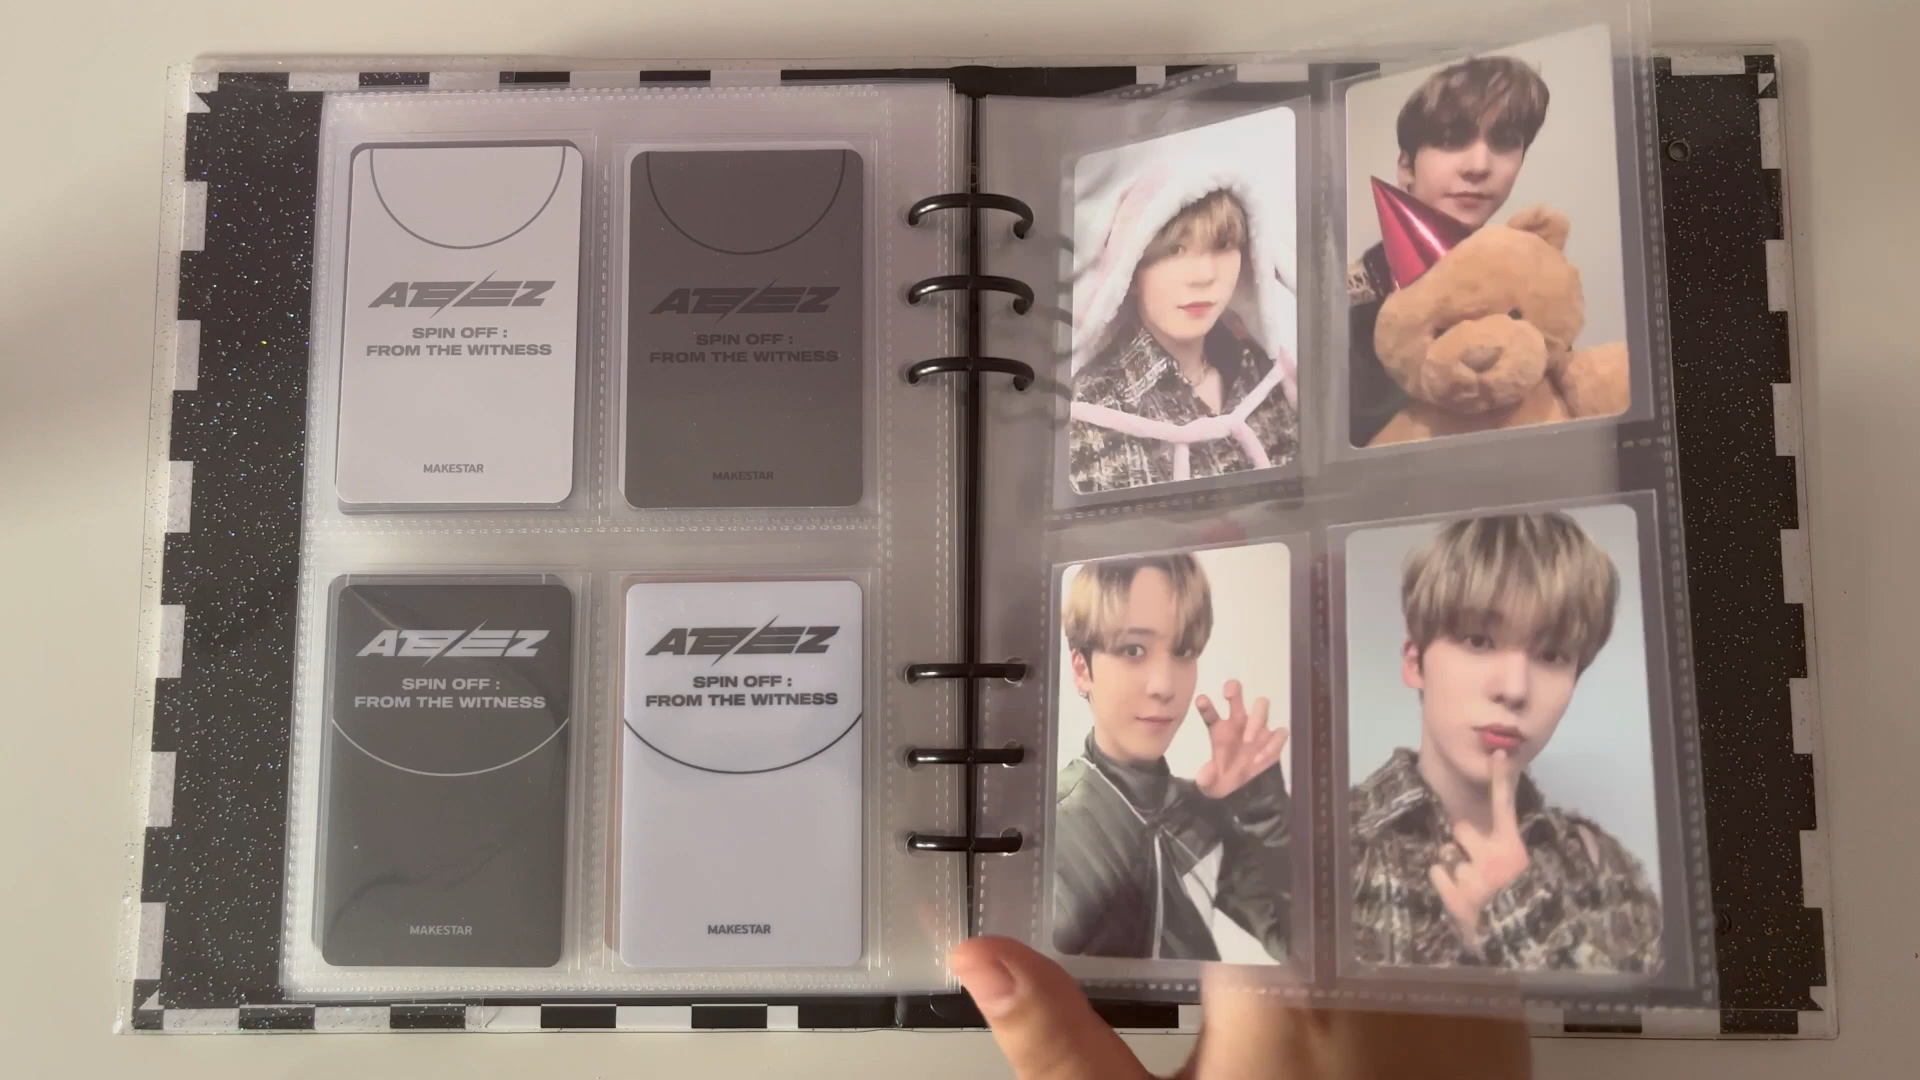 ATEEZ
SPIN OFF :
FROM THE WITNESS
MAKESTAR
ATEEZ
SPIN OFF :
FROM THE WITNESS
MAKESTAR
ATEEZ
SPIN OFF :
FROM THE WITNESS
MAKESTAR
ATEEZ
SPIN OFF :
FROM THE WITNESS
MAKESTAR